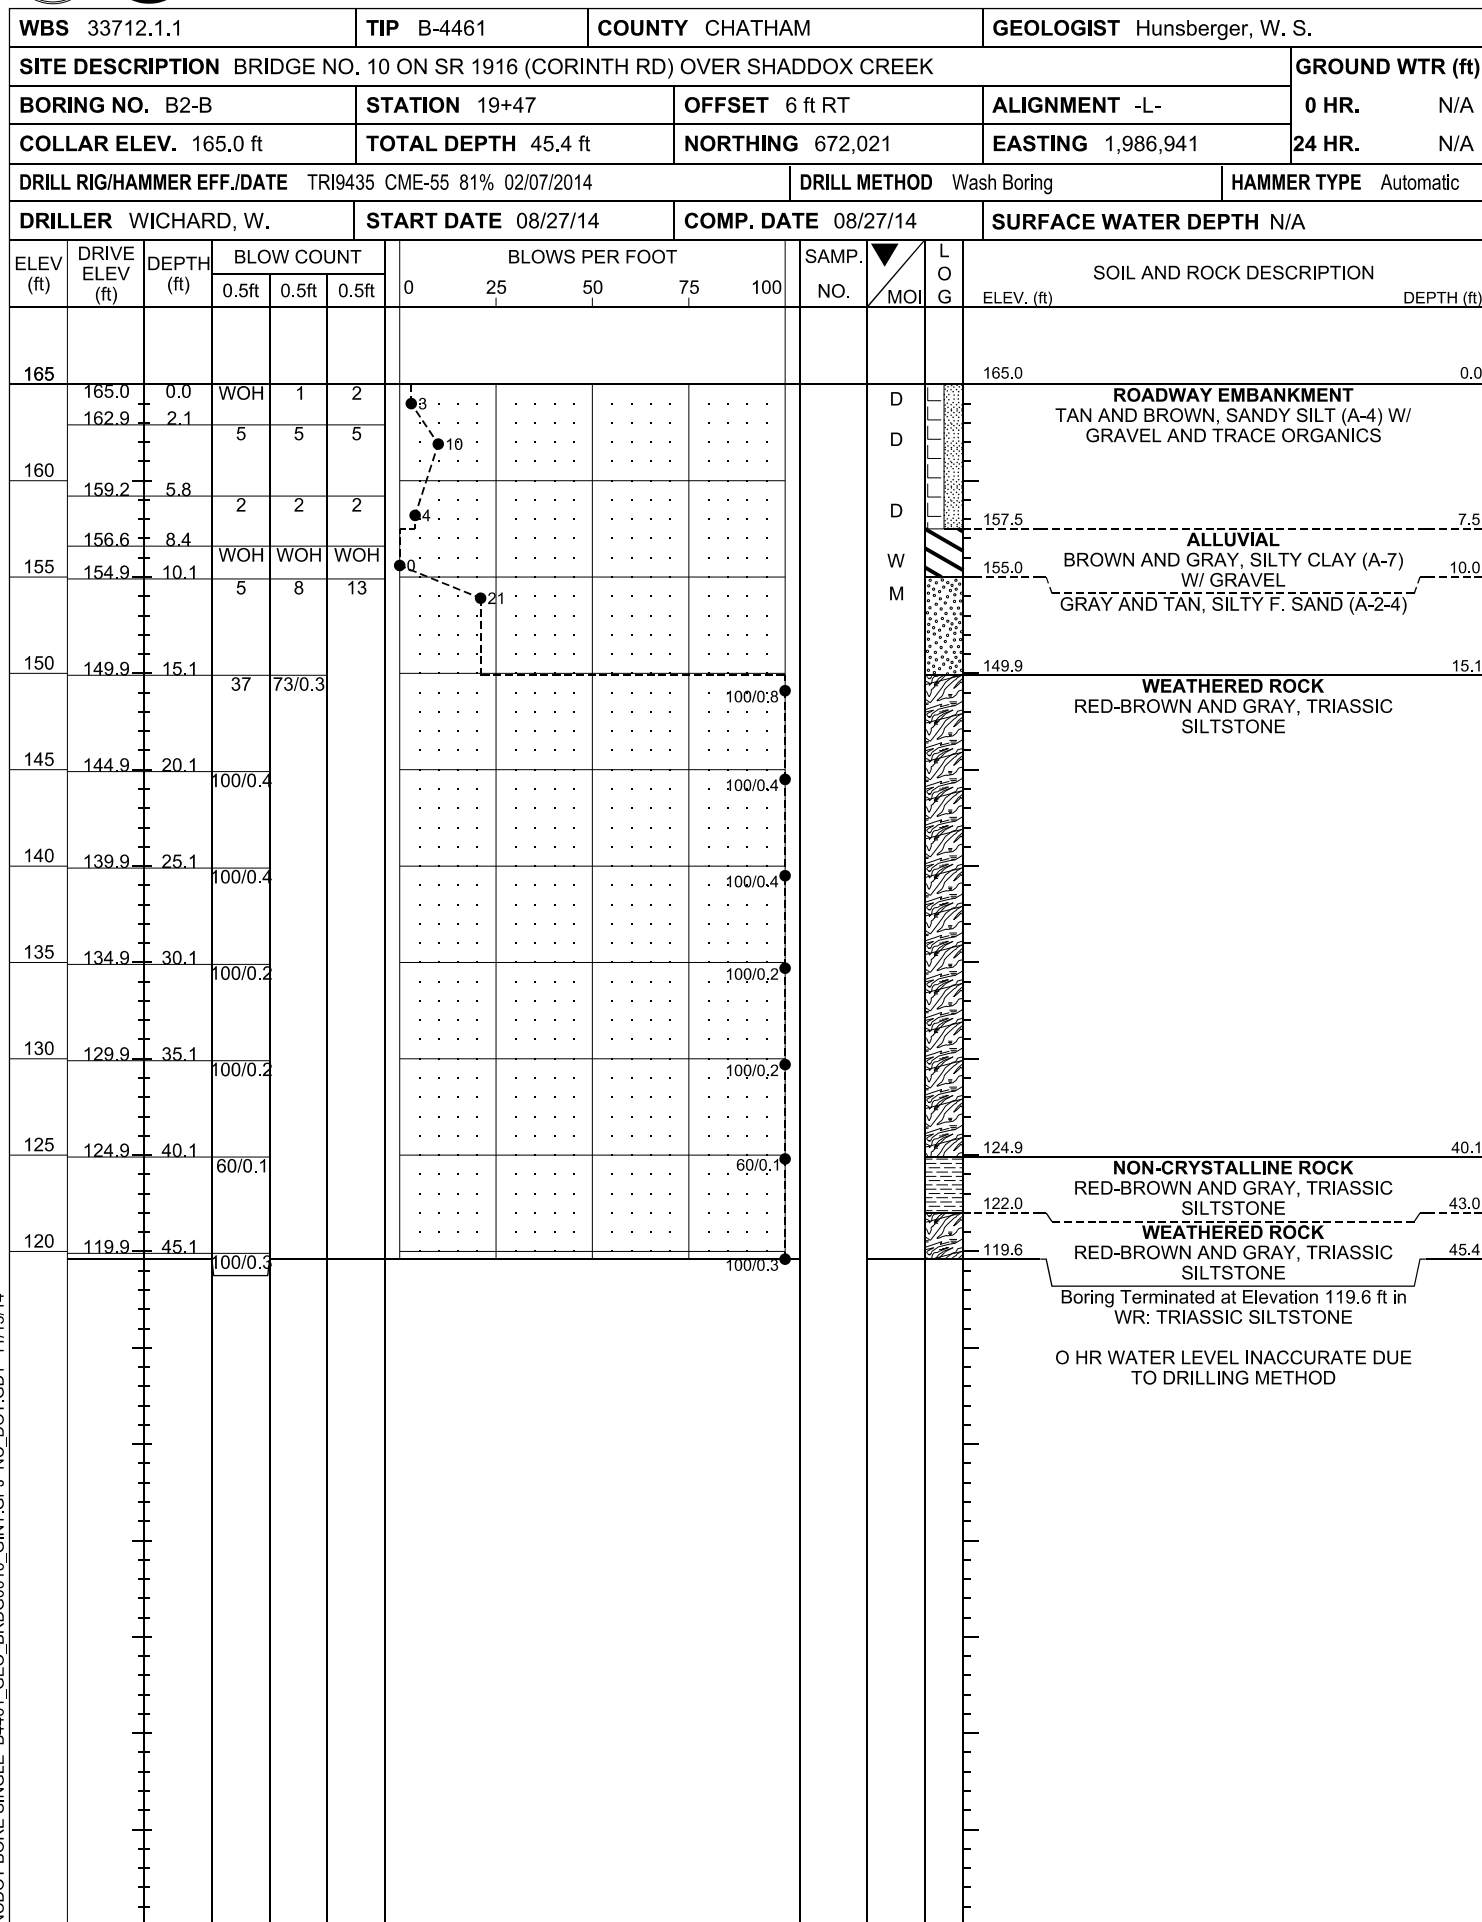 WBS 33712.1.1 TIP B-4461 COUNTY CHATHAM GEOLOGIST Hunsberger, W. S.
SITE DESCRIPTION BRIDGE NO. 10 ON SR 1916 (CORINTH RD) OVER SHADDOX CREEK GROUND WTR (ft)
BORING NO. B2-B STATION 19+47 OFFSET 6 ft RT ALIGNMENT -L- 0 HR. N/A
COLLAR ELEV. 165.0 ft TOTAL DEPTH 45.4 ft NORTHING 672,021 EASTING 1,986,941 24 HR. N/A
DRILL RIG/HAMMER EFF./DATE TRI9435 CME-55 81% 02/07/2014 DRILL METHOD Wash Boring HAMMER TYPE Automatic
DRILLER WICHARD, W. START DATE 08/27/14 COMP. DATE 08/27/14 SURFACE WATER DEPTH N/A
ELEV (ft) DRIVE ELEV (ft) DEPTH (ft) BLOW COUNT BLOWS PER FOOT SAMP. NO. MOI LOG SOIL AND ROCK DESCRIPTION
0.5ft 0.5ft 0.5ft 0 25 50 75 100 ELEV. (ft) DEPTH (ft)
165 165.0 0.0
165.0 0.0 WOH 1 2 3 D ROADWAY EMBANKMENT
TAN AND BROWN, SANDY SILT (A-4) W/
162.9 2.1 5 5 5 10 D GRAVEL AND TRACE ORGANICS
160
159.2 5.8 2 2 2 4 D 157.5 7.5
156.6 8.4 WOH WOH WOH 0 W ALLUVIAL
BROWN AND GRAY, SILTY CLAY (A-7)
155 155.0 W/ GRAVEL 10.0
154.9 10.1 5 8 13 21 M GRAY AND TAN, SILTY F. SAND (A-2-4)
150 149.9 15.1
149.9 15.1 37 73/0.3 100/0.8 WEATHERED ROCK
RED-BROWN AND GRAY, TRIASSIC
SILTSTONE
145
144.9 20.1 100/0.4 100/0.4
140
139.9 25.1 100/0.4 100/0.4
135
134.9 30.1 100/0.2 100/0.2
130
129.9 35.1 100/0.2 100/0.2
125 124.9 40.1
124.9 40.1 60/0.1 60/0.1 NON-CRYSTALLINE ROCK
RED-BROWN AND GRAY, TRIASSIC
122.0 SILTSTONE 43.0
WEATHERED ROCK
120 119.6 RED-BROWN AND GRAY, TRIASSIC 45.4
119.9 45.1 100/0.3 100/0.3 SILTSTONE
Boring Terminated at Elevation 119.6 ft in
WR: TRIASSIC SILTSTONE
O HR WATER LEVEL INACCURATE DUE
TO DRILLING METHOD